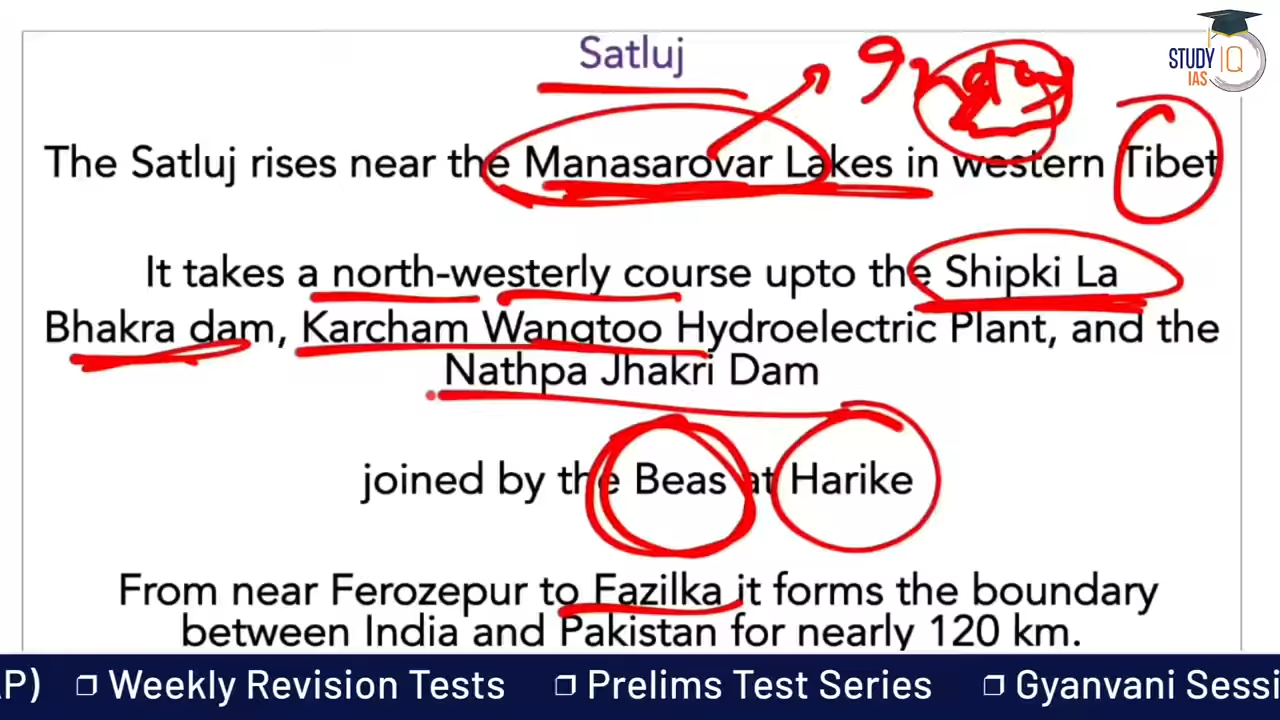 Satluj
Indus
STUDY IQ
IAS
The Satluj rises near the Manasarovar Lakes in western Tibet
It takes a north-westerly course upto the Shipki La
Bhakra dam, Karcham Wangtoo Hydroelectric Plant, and the
Nathpa Jhakri Dam
joined by the Beas at Harike
From near Ferozepur to Fazilka it forms the boundary
between India and Pakistan for nearly 120 km.
P) ❐ Weekly Revision Tests ❐ Prelims Test Series ❐ Gyanvani Sessi